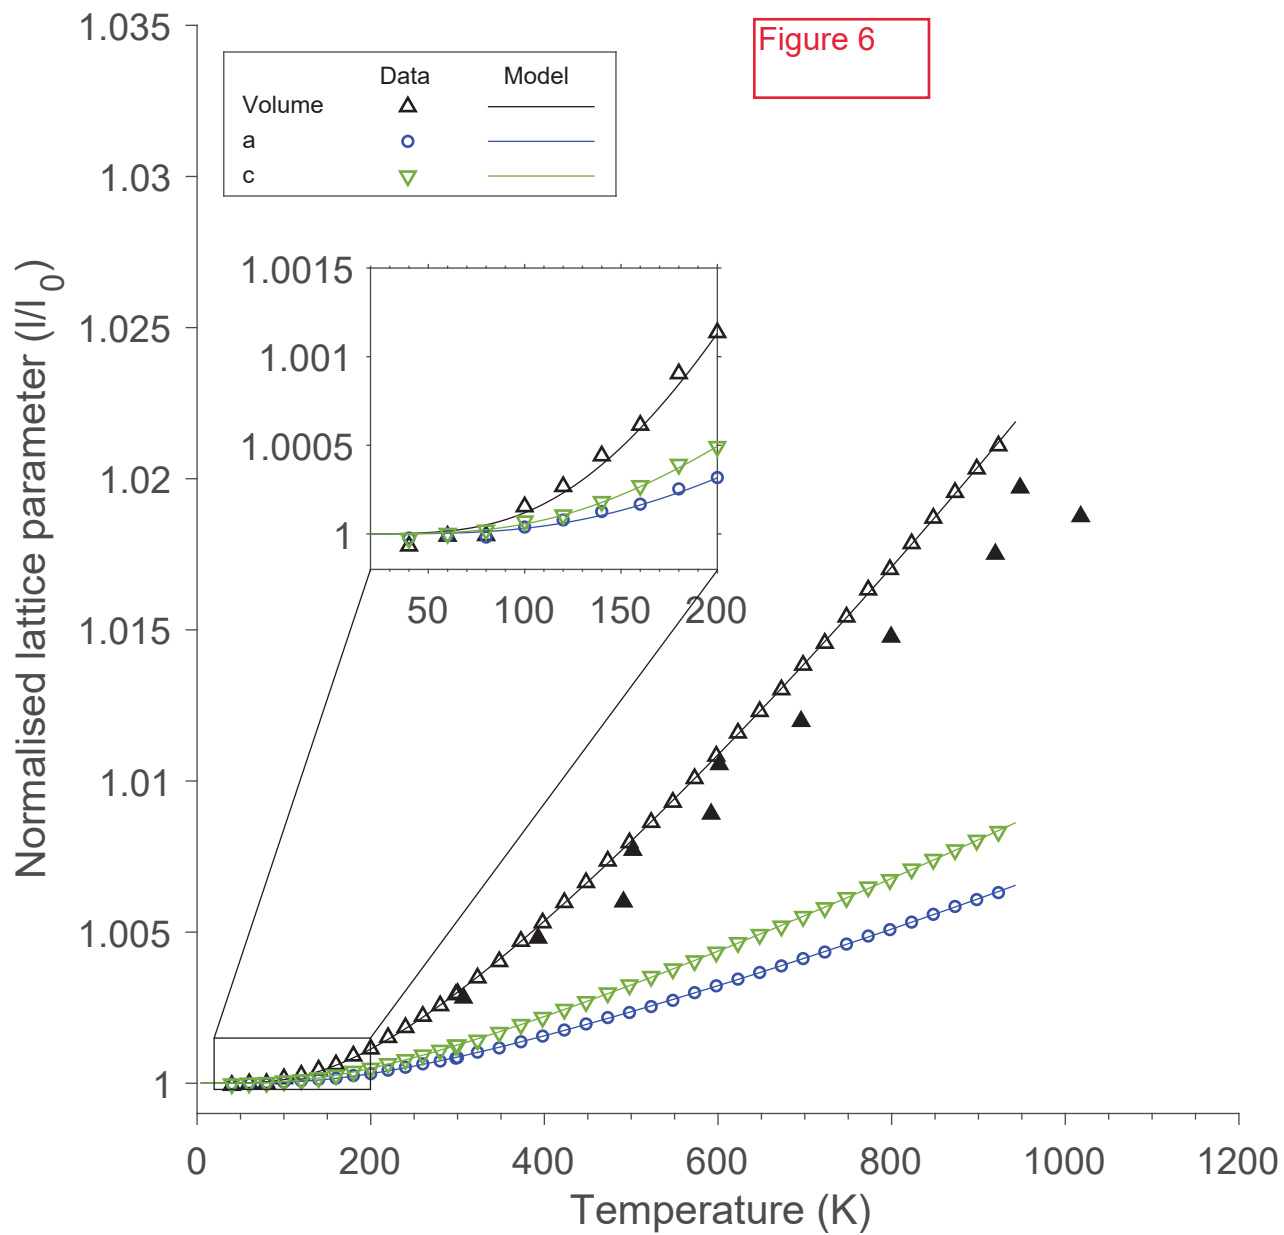 Figure 6
Data Model
Volume
a
c
Normalised lattice parameter (l/l0)
1.035
1.03
1.025
1.02
1.015
1.01
1.005
1
1.0015
1.001
1.0005
1
50 100 150 200
0 200 400 600 800 1000 1200
Temperature (K)